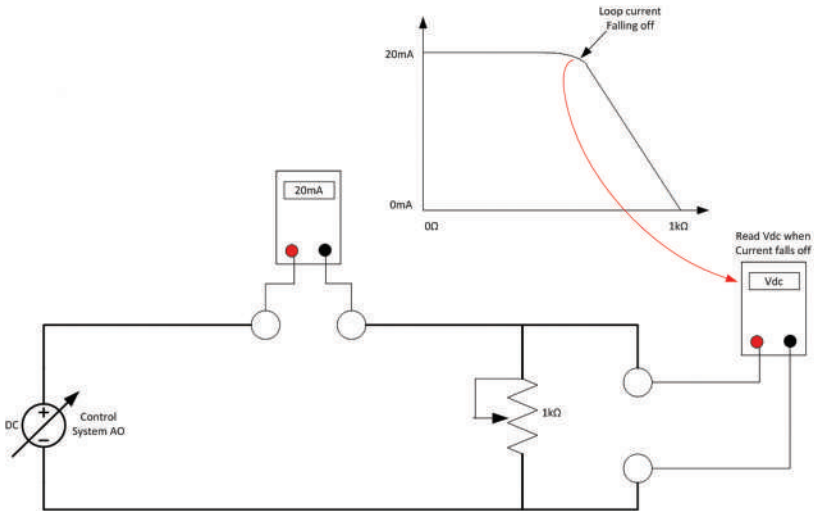 Loop current
Falling off
20mA
20mA
0mA
0Ω
1kΩ
Read Vdc when
Current falls off
Vdc
1kΩ
DC
Control
System AO